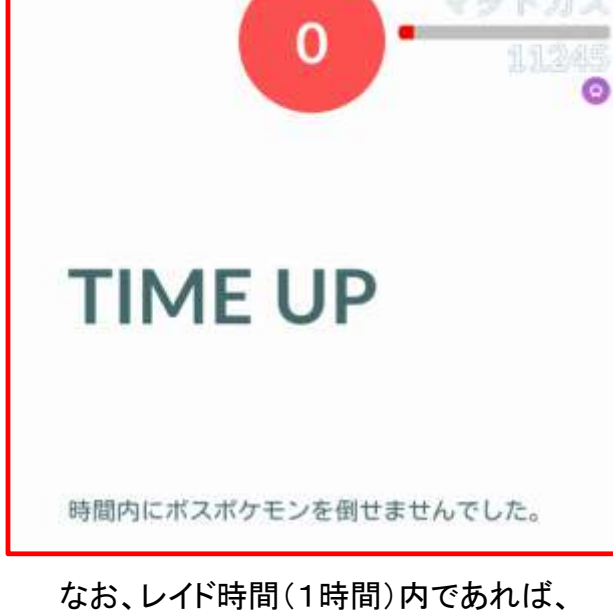 マタドガス
0
11245
TIME UP
時間内にボスポケモンを倒せませんでした。
なお、レイド時間(1時間)内であれば、